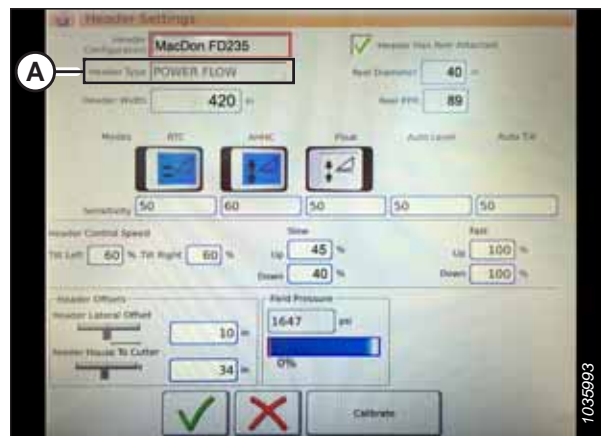 Header Settings
Header Configuration MacDon FD235
Header Has Reel Attached
A Header Type POWER FLOW
Reel Diameter 40 in
Header Width 420 in
Reel PPR 89
Modes RTC AHHC Float Auto Level Auto Tilt
Sensitivity 50 60 50 50 50
Header Control Speed
Slow Fast
Tilt Left 60 % Tilt Right 60 % Up 45 % Up 100 %
Down 40 % Down 100 %
Header Offsets Field Pressure
Header Lateral Offset
10 in 1647 psi
Header House To Cutter
34 in 0%
Calibrate
1035993